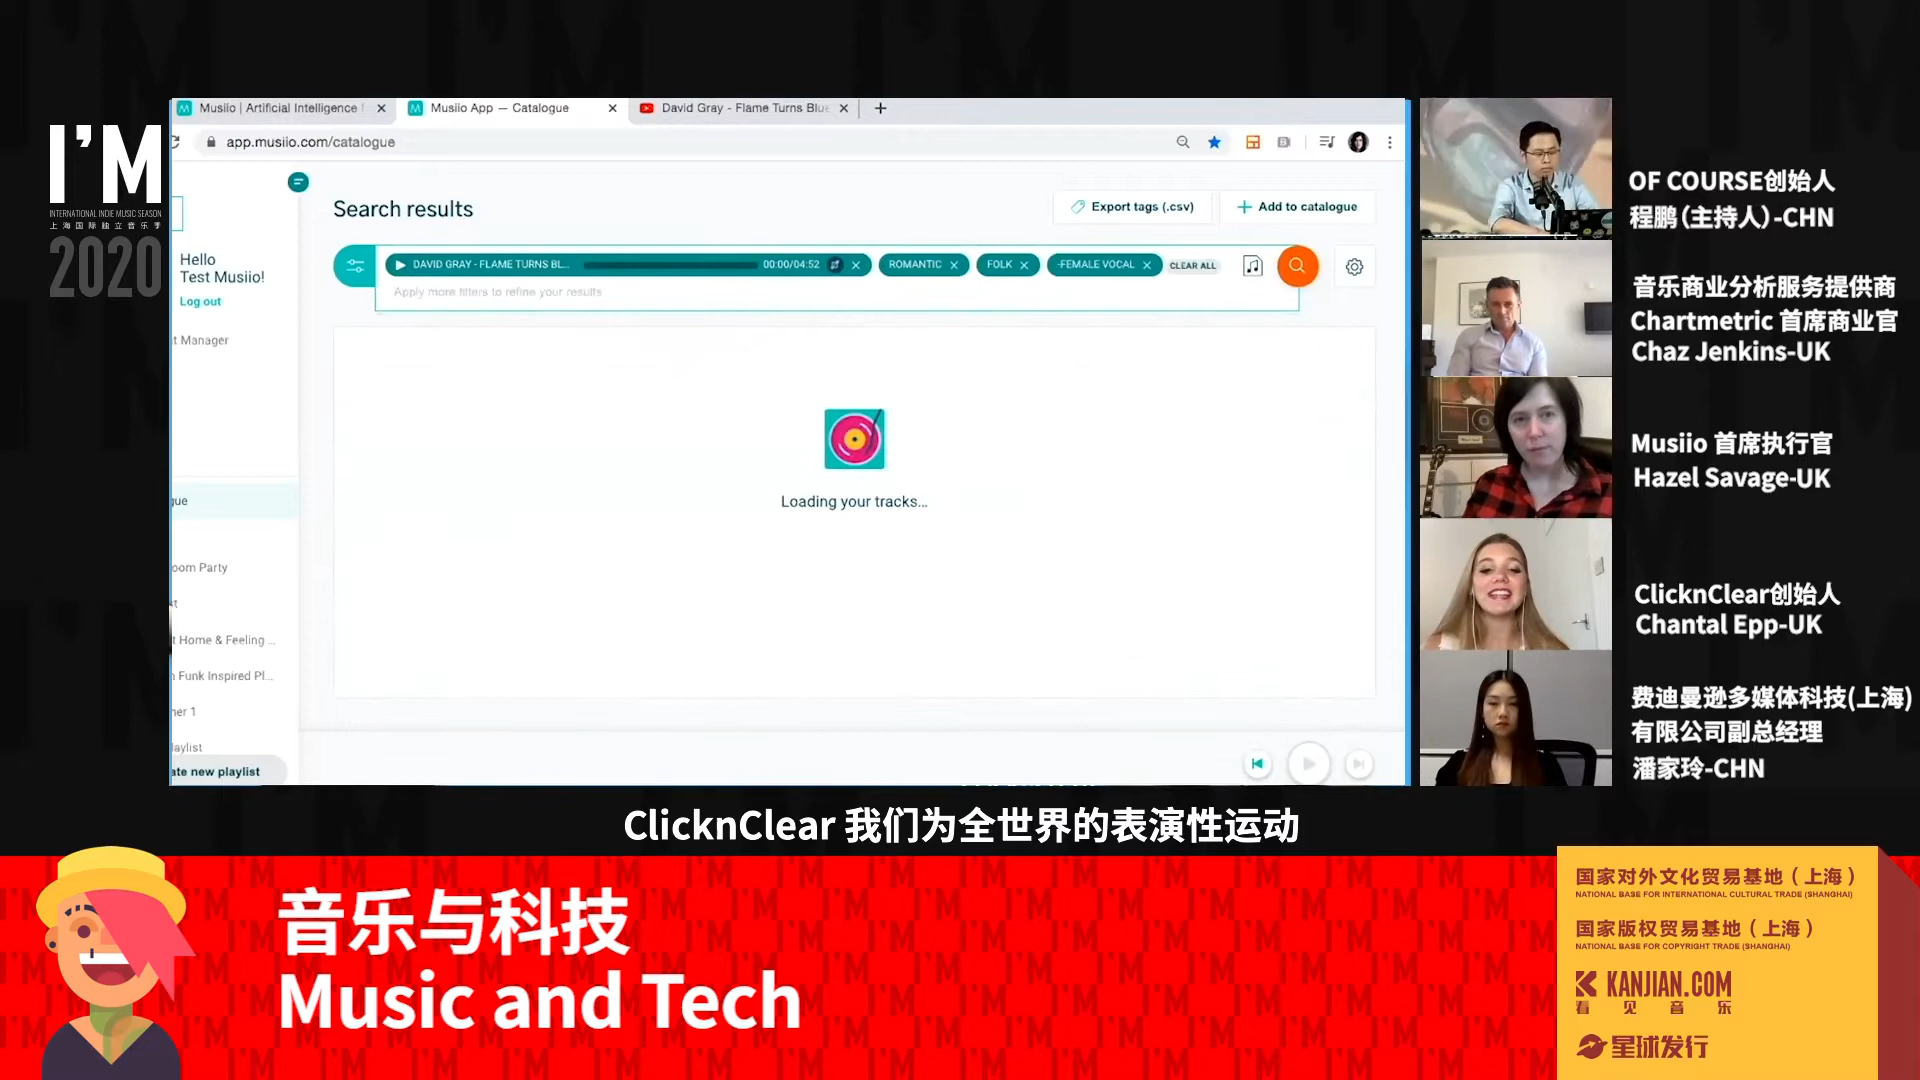 I'M
INTERNATIONAL INDIE MUSIC SEASON
上海国际独立音乐季
2020
Musiio | Artificial Intelligence
Musiio App — Catalogue
David Gray - Flame Turns Blue
app.musiio.com/catalogue
Hello
Test Musiio!
Log out
t Manager
gue
oom Party
t Home & Feeling ...
n Funk Inspired Pl...
ner 1
laylist
ate new playlist
Search results
Export tags (.csv)
Add to catalogue
DAVID GRAY - FLAME TURNS BL...
00:00/04:52
ROMANTIC
FOLK
-FEMALE VOCAL
CLEAR ALL
Apply more filters to refine your results
Loading your tracks...
OF COURSE创始人
程鹏(主持人)-CHN
音乐商业分析服务提供商
Chartmetric 首席商业官
Chaz Jenkins-UK
Musiio 首席执行官
Hazel Savage-UK
ClicknClear创始人
Chantal Epp-UK
费迪曼逊多媒体科技(上海)
有限公司副总经理
潘家玲-CHN
ClicknClear 我们为全世界的表演性运动
音乐与科技
Music and Tech
国家对外文化贸易基地(上海)
NATIONAL BASE FOR INTERNATIONAL CULTURAL TRADE (SHANGHAI)
国家版权贸易基地(上海)
NATIONAL BASE FOR COPYRIGHT TRADE (SHANGHAI)
KANJIAN.COM
看见音乐
星球发行